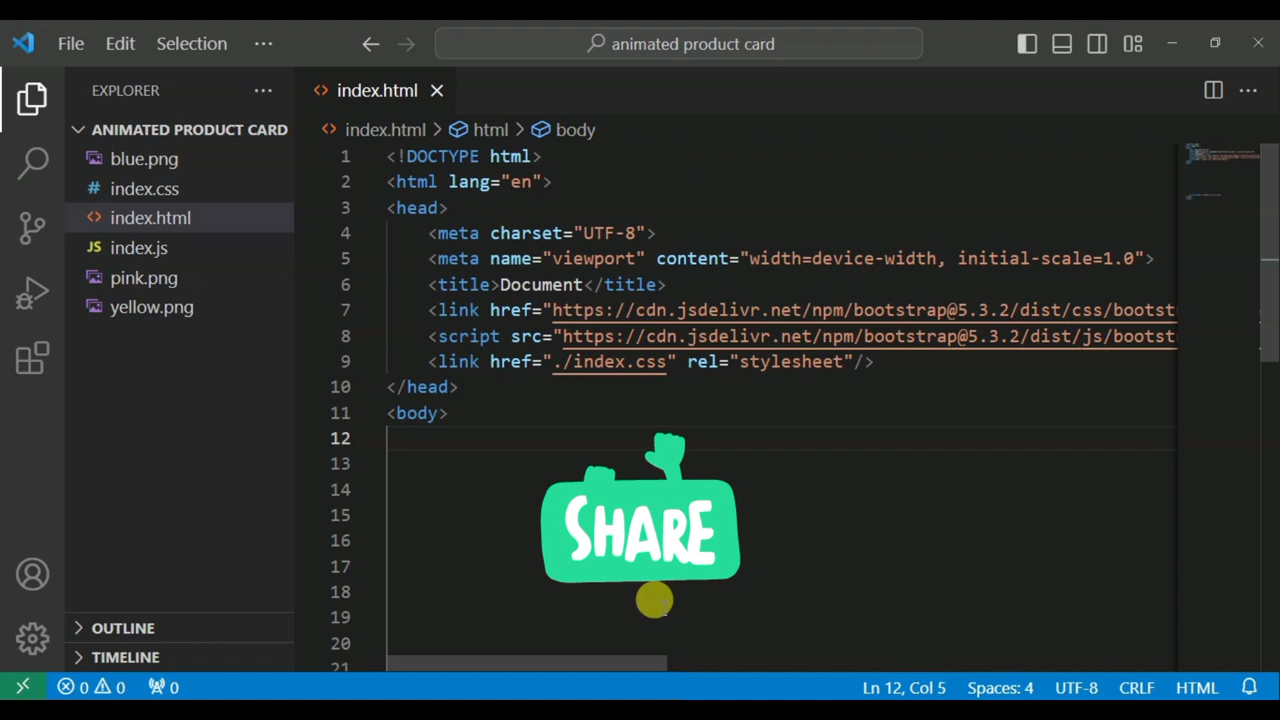 File Edit Selection ···
animated product card
EXPLORER ···
ANIMATED PRODUCT CARD
blue.png
# index.css
<> index.html
JS index.js
pink.png
yellow.png
OUTLINE
TIMELINE
<> index.html
<> index.html > html > body
1 <!DOCTYPE html>
2 <html lang="en">
3 <head>
4 <meta charset="UTF-8">
5 <meta name="viewport" content="width=device-width, initial-scale=1.0">
6 <title>Document</title>
7 <link href="https://cdn.jsdelivr.net/npm/bootstrap@5.3.2/dist/css/bootst
8 <script src="https://cdn.jsdelivr.net/npm/bootstrap@5.3.2/dist/js/bootst
9 <link href="./index.css" rel="stylesheet"/>
10 </head>
11 <body>
12
13
14
15
16
17
18
19
20
21
SHARE
0 0 0
Ln 12, Col 5 Spaces: 4 UTF-8 CRLF HTML